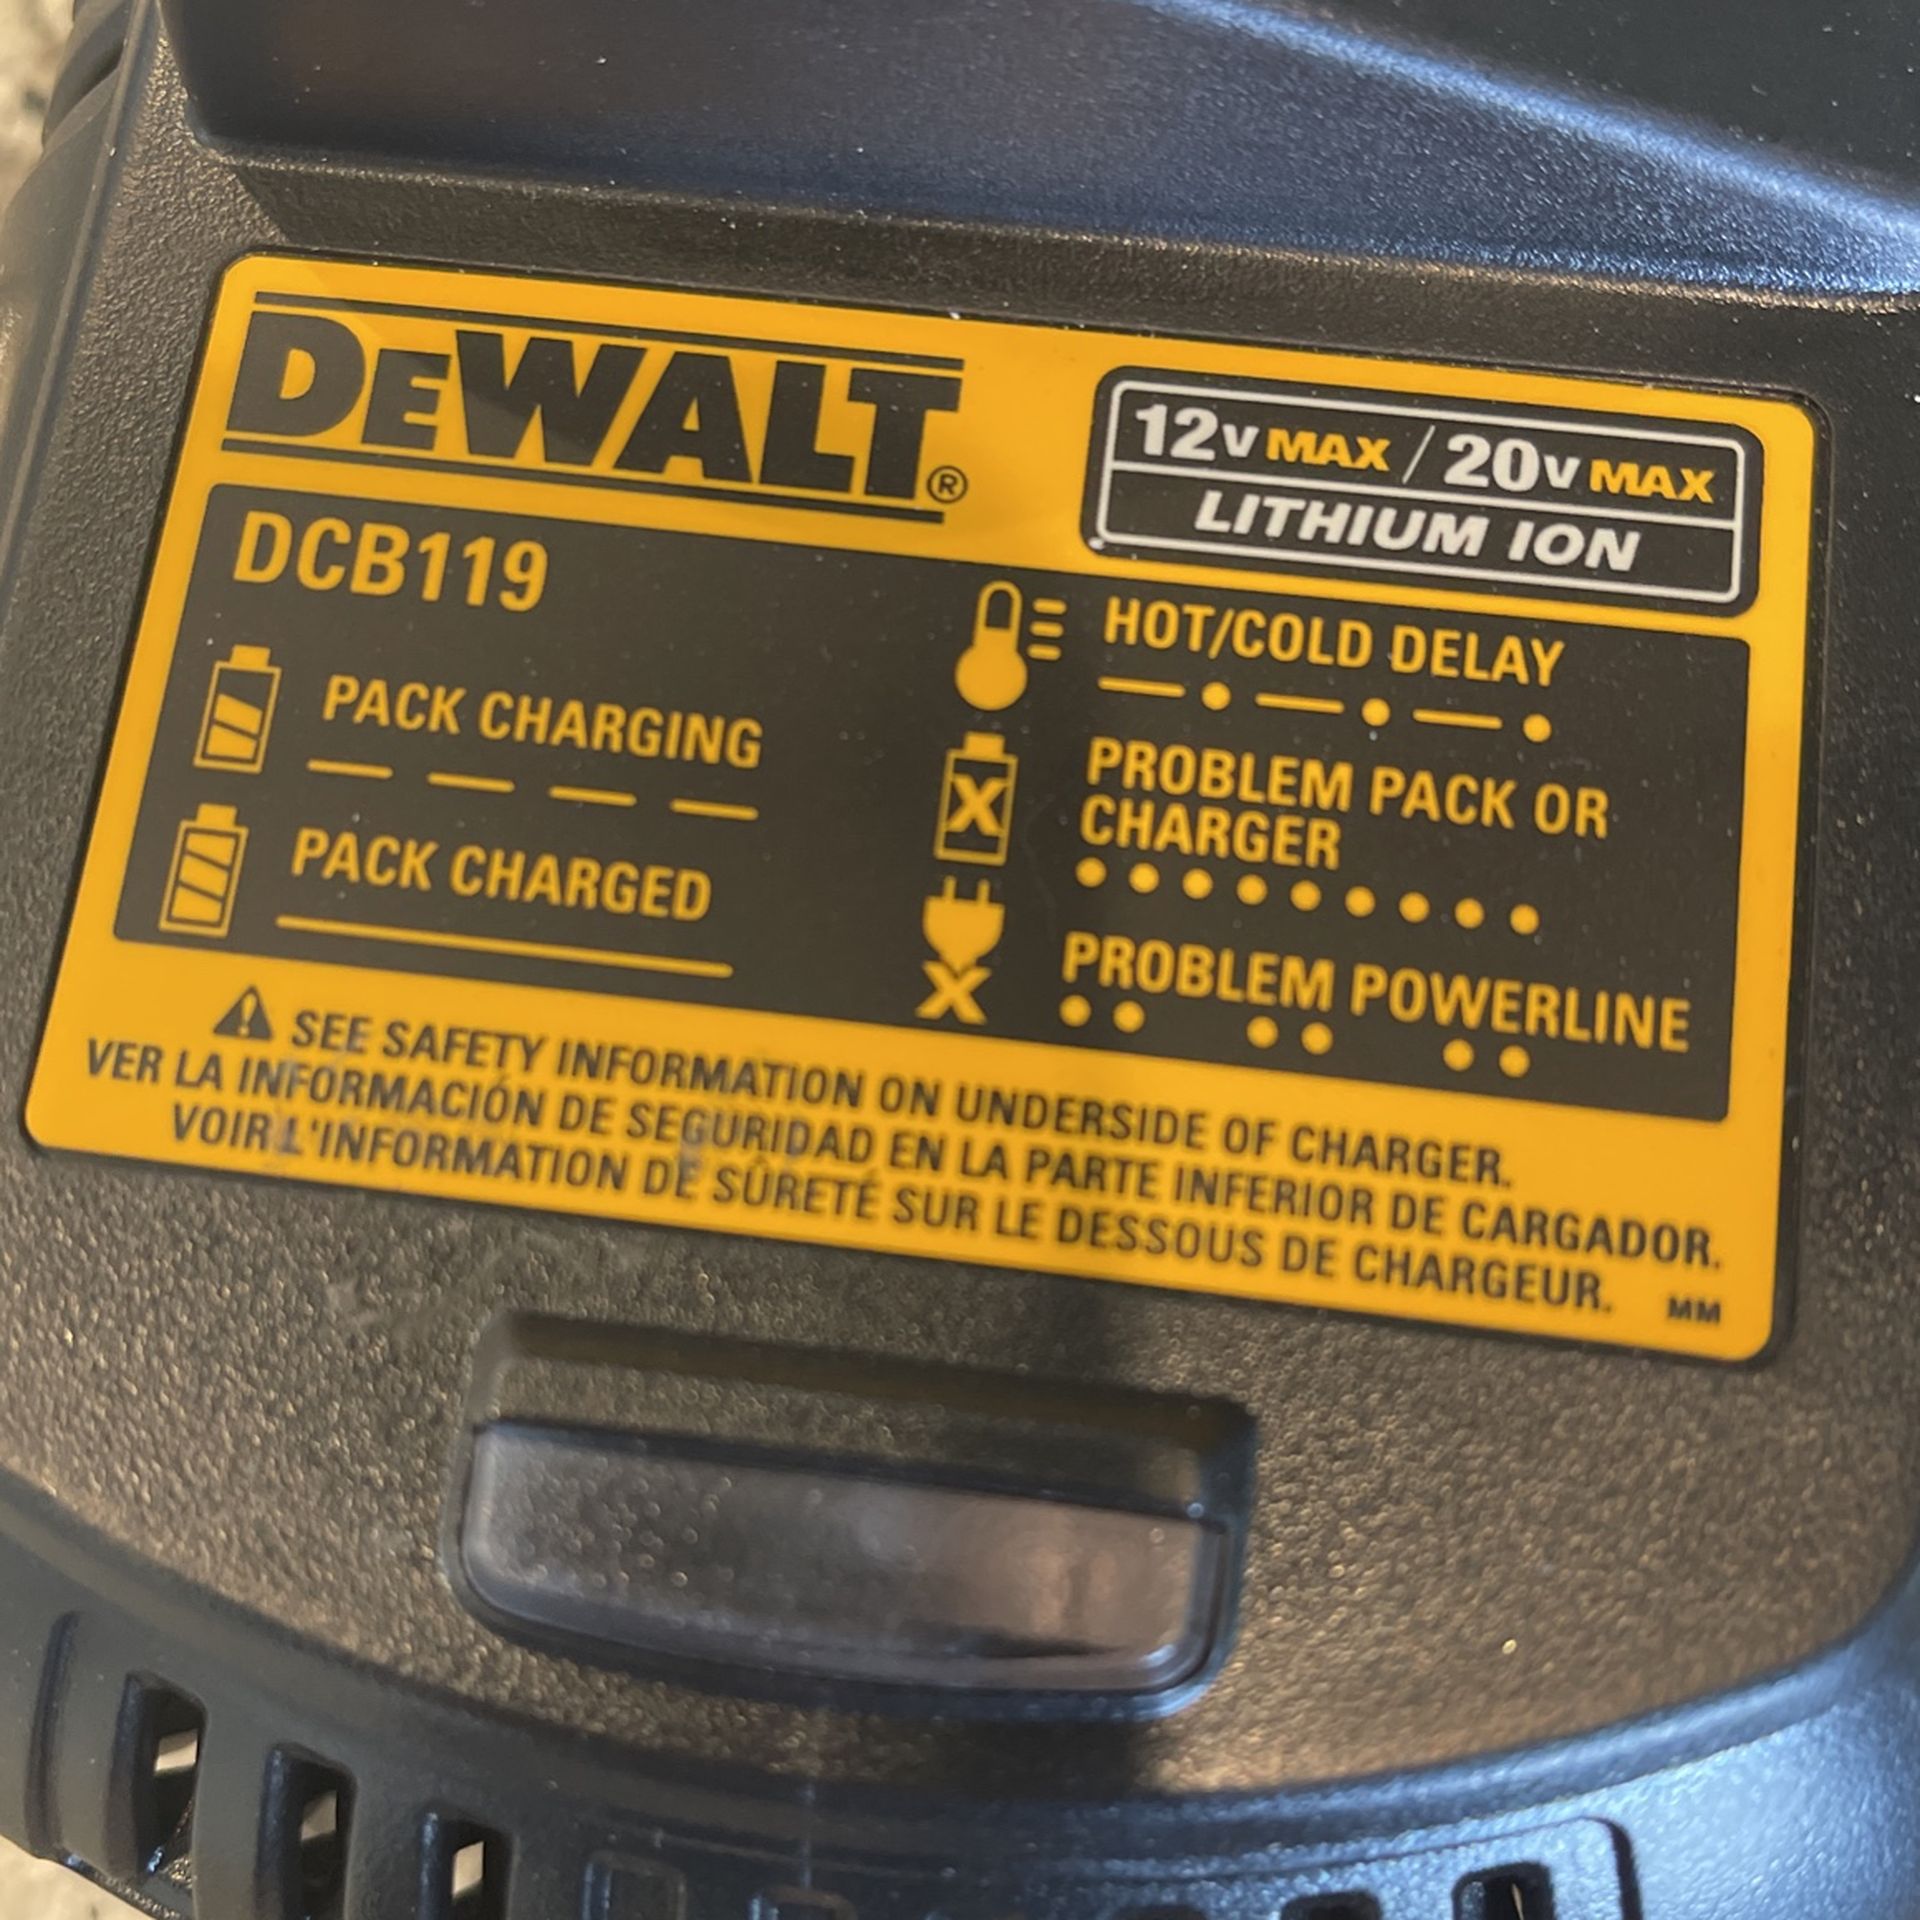 DEWALT®
12V MAX / 20V MAX
LITHIUM ION
DCB119
PACK CHARGING
PACK CHARGED
HOT/COLD DELAY
PROBLEM PACK OR
CHARGER
PROBLEM POWERLINE
SEE SAFETY INFORMATION ON UNDERSIDE OF CHARGER.
VER LA INFORMACIÓN DE SEGURIDAD EN LA PARTE INFERIOR DE CARGADOR.
VOIR L'INFORMATION DE SÛRETÉ SUR LE DESSOUS DE CHARGEUR.
MM